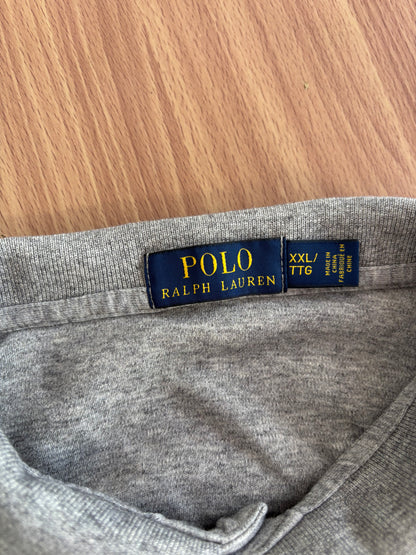 POLO
RALPH LAUREN
XXL/
TTG
MADE IN
CHINA
FABRIQUÉ EN
CHINE